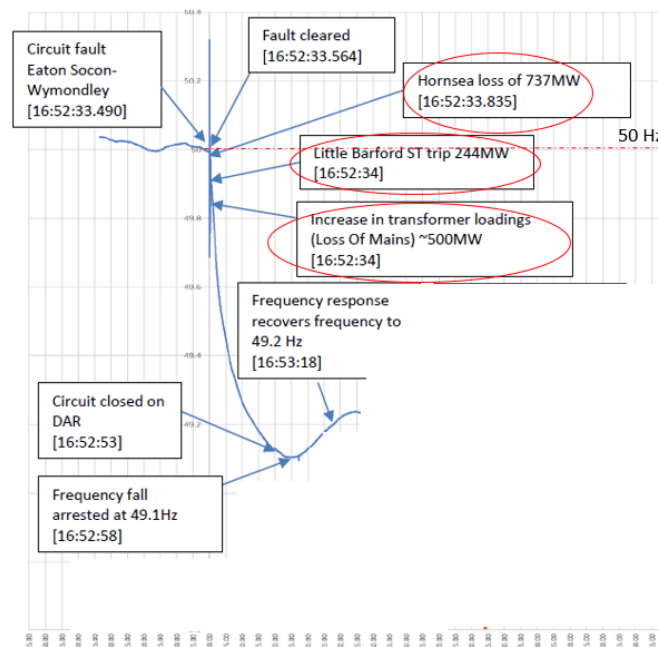 50.4
Circuit fault
Eaton Socon-
Wymondley
[16:52:33.490]
Fault cleared
[16:52:33.564]
50.2
Hornsea loss of 737MW
[16:52:33.835]
50 Hz
50
Little Barford ST trip 244MW
[16:52:34]
49.8
Increase in transformer loadings
(Loss Of Mains) ~500MW
[16:52:34]
49.6
Frequency response
recovers frequency to
49.2 Hz
[16:53:18]
49.4
Circuit closed on
DAR
[16:52:53]
49.2
Frequency fall
arrested at 49.1Hz
[16:52:58]